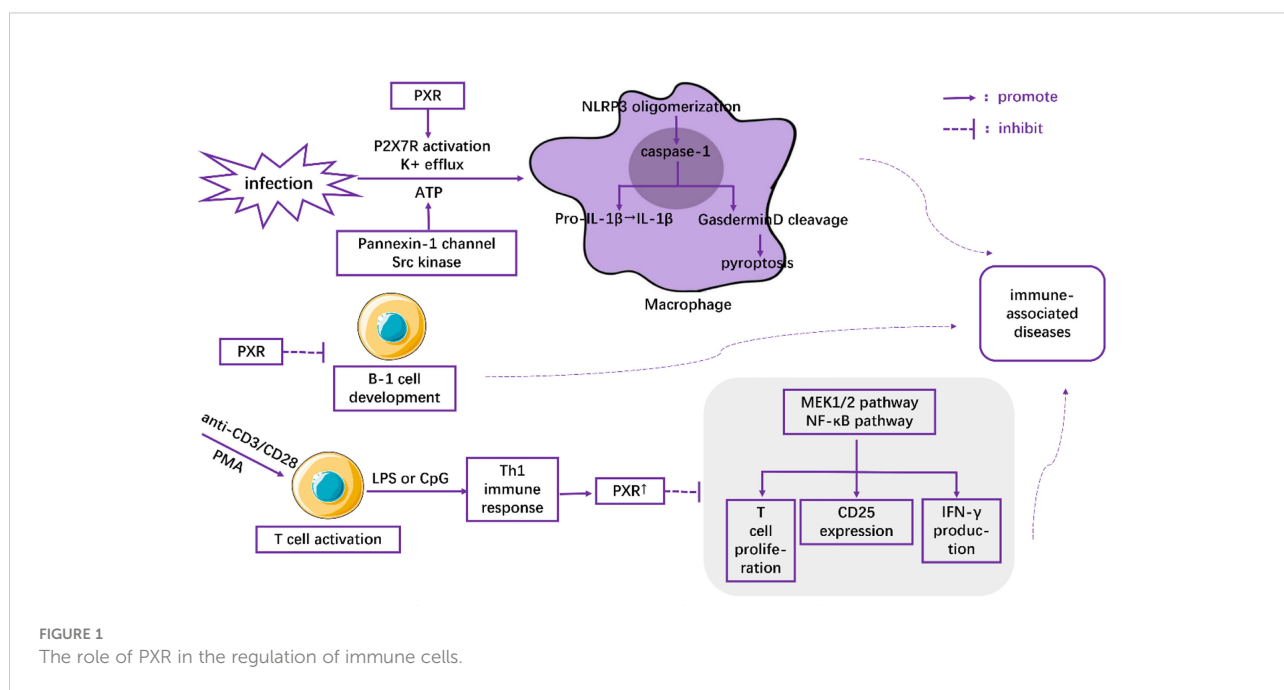 PXR
P2X7R activation
K+ efflux
infection
ATP
Pannexin-1 channel
Src kinase
NLRP3 oligomerization
caspase-1
Pro-IL-1β→IL-1β
GasderminD cleavage
pyroptosis
Macrophage
: promote
: inhibit
immune-
associated
diseases
PXR
B-1 cell
development
anti-CD3/CD28
PMA
T cell activation
LPS or CpG
Th1
immune
response
PXR↑
MEK1/2 pathway
NF-κB pathway
T
cell
prolife-
ration
CD25
expression
IFN-γ
produc-
tion
FIGURE 1
The role of PXR in the regulation of immune cells.